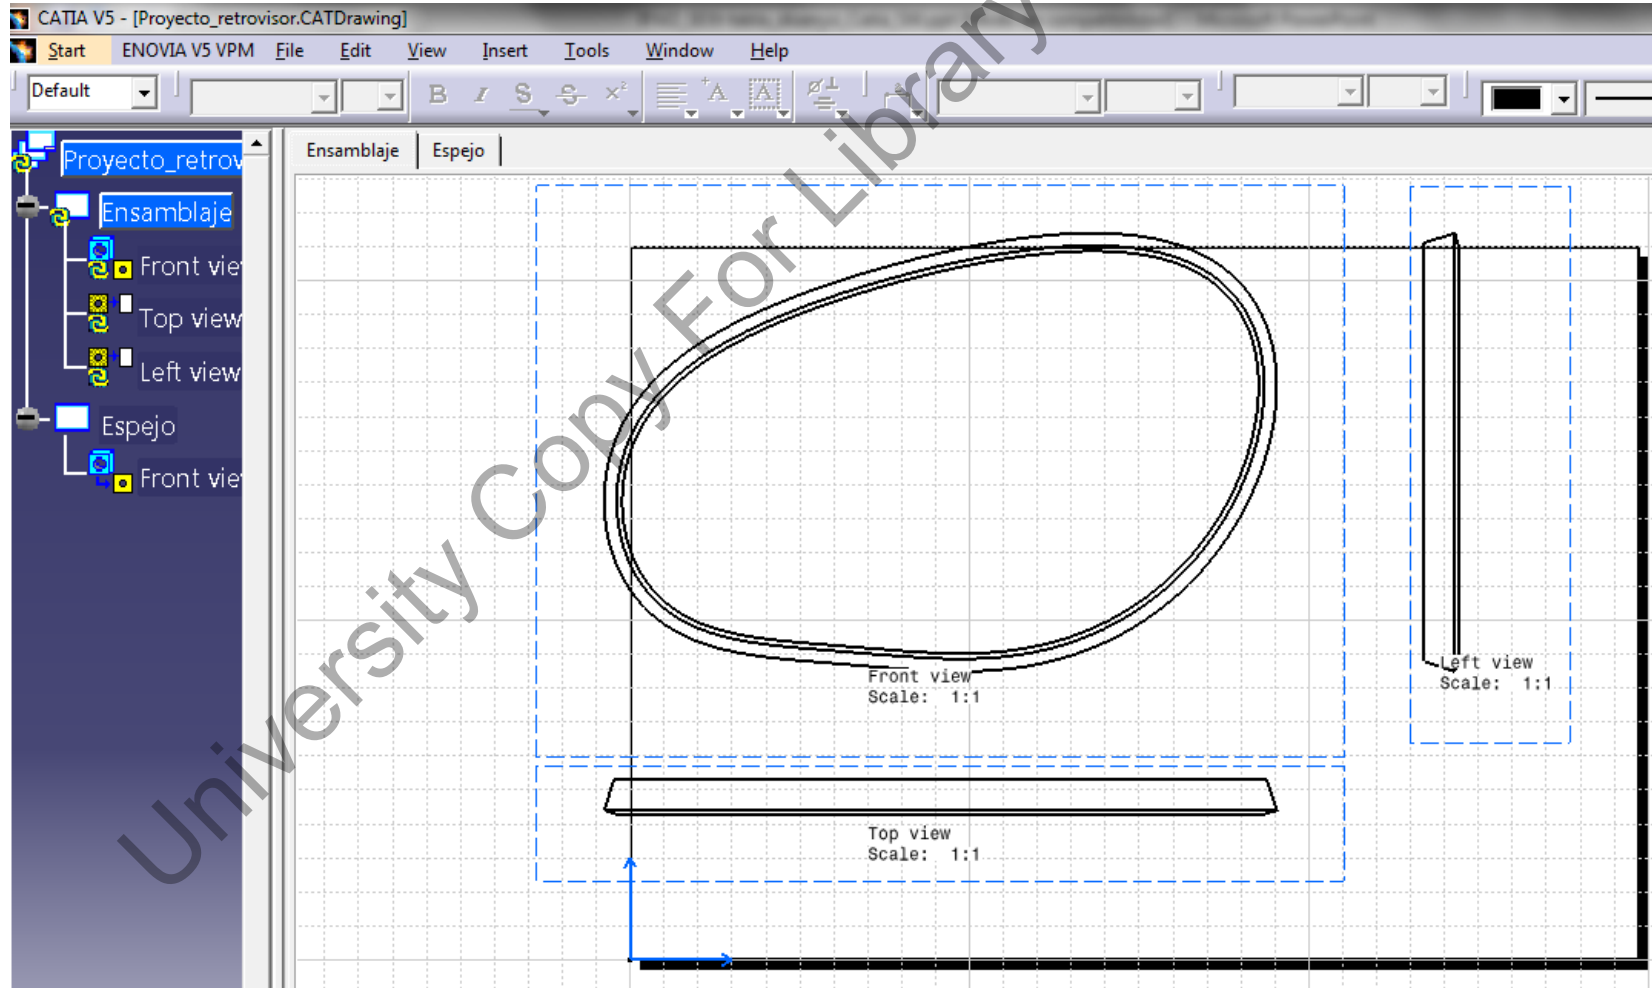 CATIA V5 - [Proyecto_retrovisor.CATDrawing]
Start ENOVIA V5 VPM File Edit View Insert Tools Window Help
Default
B I S S x²
Ensamblaje Espejo
Proyecto_retrov
Ensamblaje
Front vie
Top view
Left view
Espejo
Front vie
Front view
Scale: 1:1
Left view
Scale: 1:1
Top view
Scale: 1:1
University Copy For Library